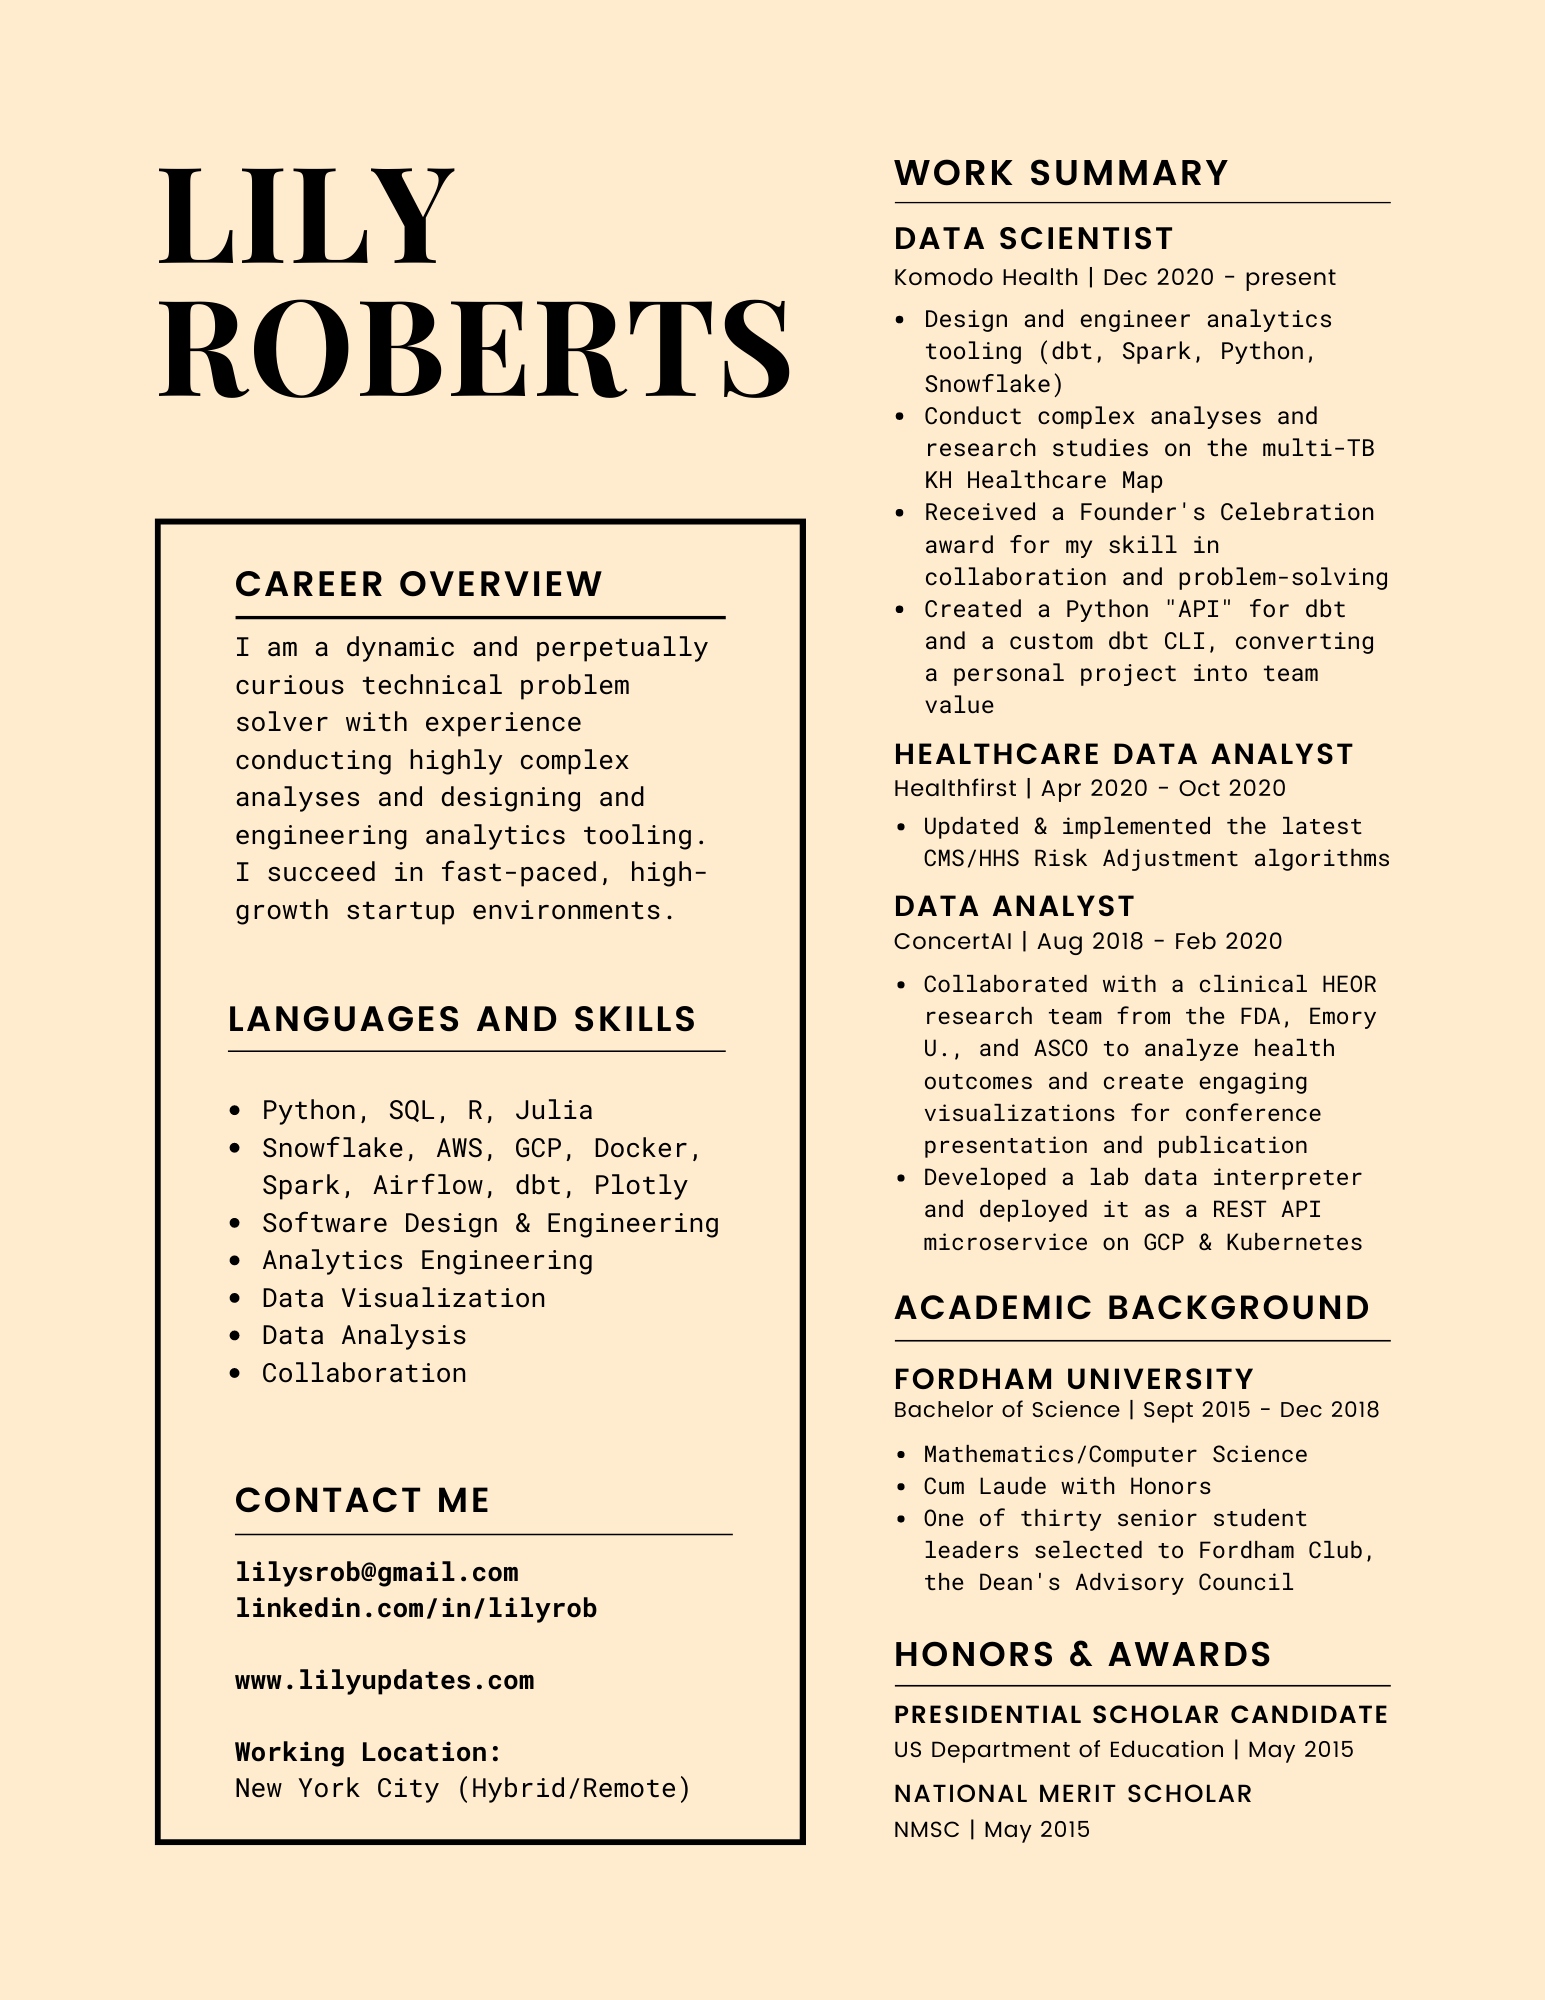 LILY
ROBERTS
CAREER OVERVIEW
I am a dynamic and perpetually
curious technical problem
solver with experience
conducting highly complex
analyses and designing and
engineering analytics tooling.
I succeed in fast-paced, high-
growth startup environments.
LANGUAGES AND SKILLS
• Python, SQL, R, Julia
• Snowflake, AWS, GCP, Docker,
Spark, Airflow, dbt, Plotly
• Software Design & Engineering
• Analytics Engineering
• Data Visualization
• Data Analysis
• Collaboration
CONTACT ME
lilysrob@gmail.com
linkedin.com/in/lilyrob
www.lilyupdates.com
Working Location:
New York City (Hybrid/Remote)
WORK SUMMARY
DATA SCIENTIST
Komodo Health | Dec 2020 - present
• Design and engineer analytics
tooling (dbt, Spark, Python,
Snowflake)
• Conduct complex analyses and
research studies on the multi-TB
KH Healthcare Map
• Received a Founder's Celebration
award for my skill in
collaboration and problem-solving
• Created a Python "API" for dbt
and a custom dbt CLI, converting
a personal project into team
value
HEALTHCARE DATA ANALYST
Healthfirst | Apr 2020 - Oct 2020
• Updated & implemented the latest
CMS/HHS Risk Adjustment algorithms
DATA ANALYST
ConcertAI | Aug 2018 - Feb 2020
• Collaborated with a clinical HEOR
research team from the FDA, Emory
U., and ASCO to analyze health
outcomes and create engaging
visualizations for conference
presentation and publication
• Developed a lab data interpreter
and deployed it as a REST API
microservice on GCP & Kubernetes
ACADEMIC BACKGROUND
FORDHAM UNIVERSITY
Bachelor of Science | Sept 2015 - Dec 2018
• Mathematics/Computer Science
• Cum Laude with Honors
• One of thirty senior student
leaders selected to Fordham Club,
the Dean's Advisory Council
HONORS & AWARDS
PRESIDENTIAL SCHOLAR CANDIDATE
US Department of Education | May 2015
NATIONAL MERIT SCHOLAR
NMSC | May 2015